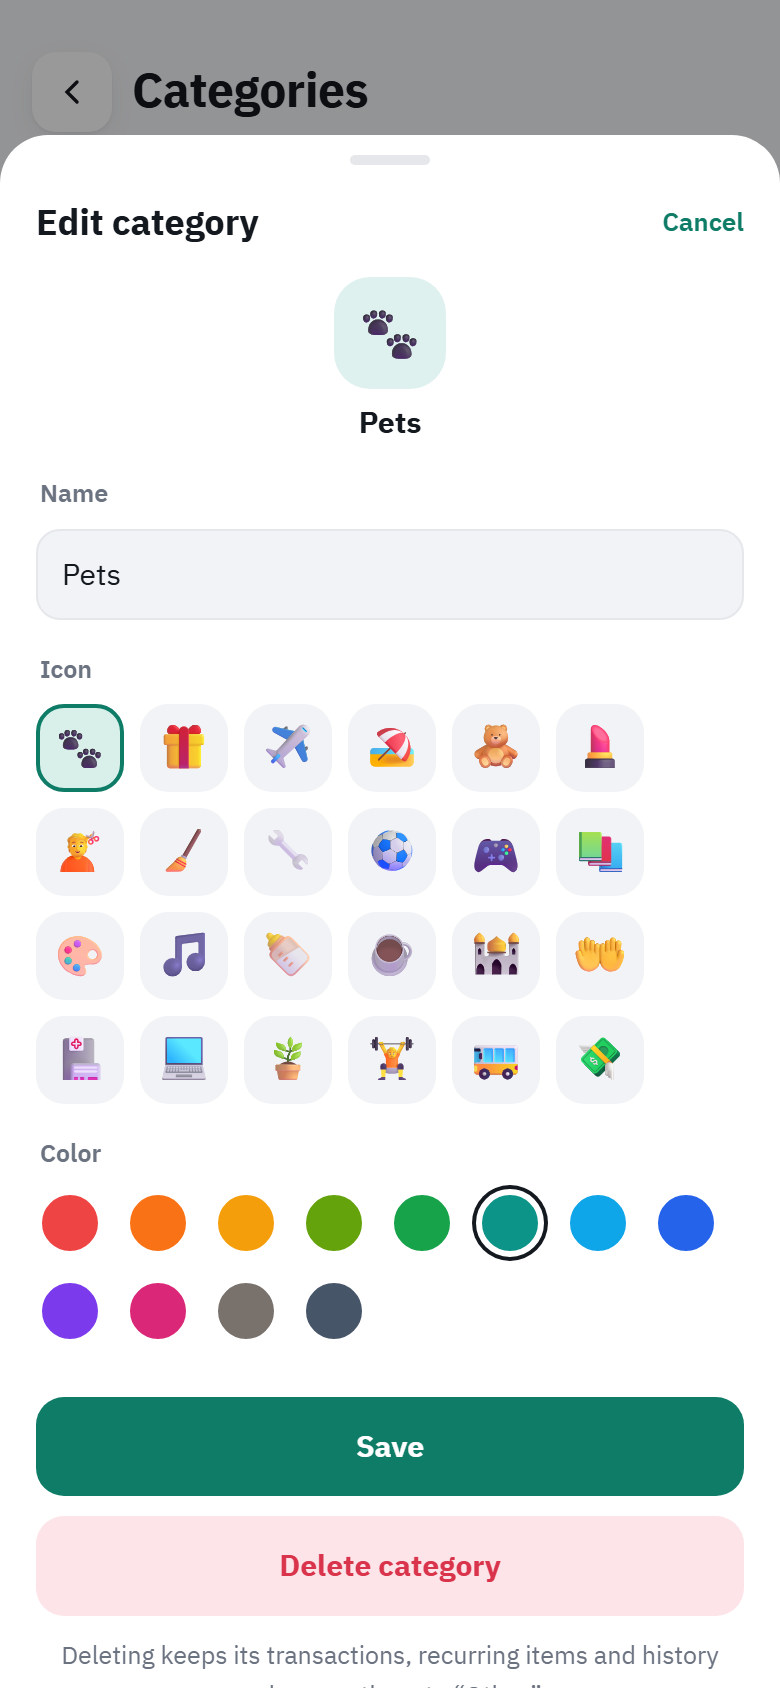 Categories
Edit category
Cancel
Pets
Name
Pets
Icon
Color
Save
Delete category
Deleting keeps its transactions, recurring items and history